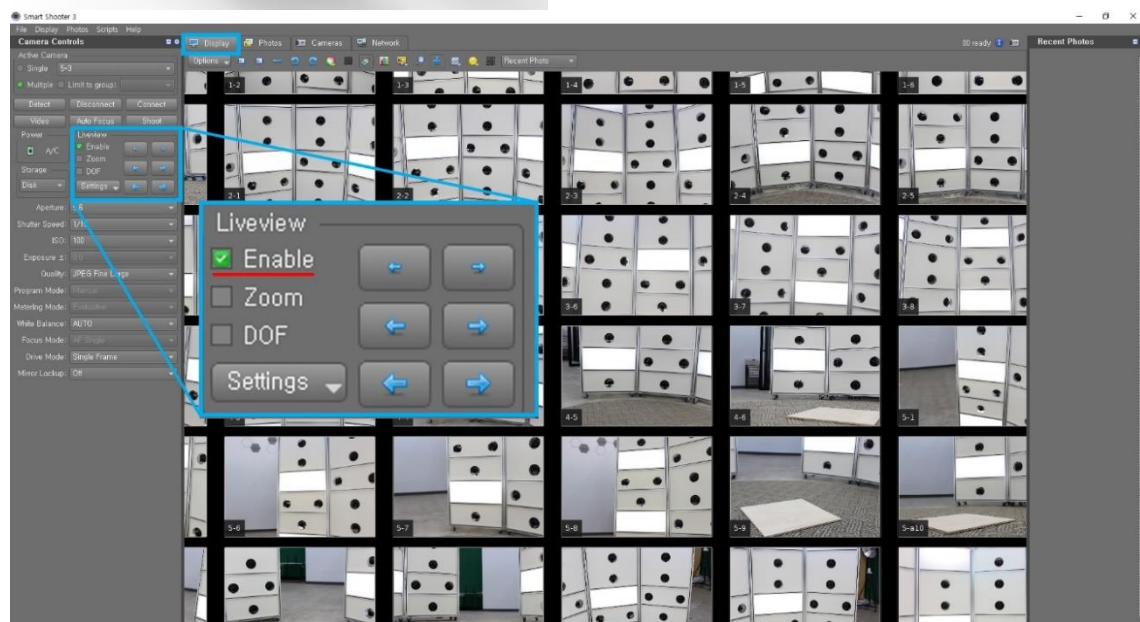 Smart Shooter 3
File Display Photos Scripts Help
Camera Controls
Display Photos Cameras Network
80 ready
Recent Photos
Active Camera
Single 5-3
Multiple Limit to group:
Options
Recent Photo
Detect Disconnect Connect
Video Auto Focus Shoot
Power
A/C
Storage
Disk
Liveview
Enable
Zoom
DOF
Settings
Aperture:
Shutter Speed:
ISO: 100
Exposure ±:
Quality: JPEG Fine Large
Program Mode: Manual
Metering Mode: Evaluative
White Balance: AUTO
Focus Mode: AF Single
Drive Mode: Single Frame
Mirror Lockup: Off
Liveview
Enable
Zoom
DOF
Settings
1-2 1-3 1-4 1-5 1-6
2-1 2-2 2-3 2-4 2-5
3-6 3-7 3-8
4-5 4-6 5-1
5-6 5-7 5-8 5-9 5-a10